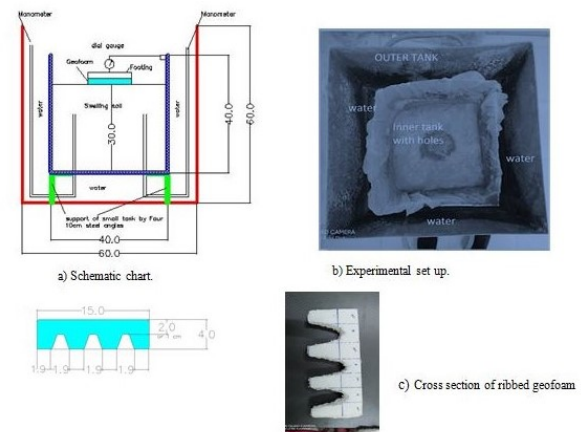 Manometer
Manometer
dial gauge
Geofoam
Footing
Swelling soil
water
water
30.0
40.0
60.0
water
support of small tank by Four
10cm steel angles
40.0
60.0
a) Schematic chart.
OUTER TANK
water
Inner tank
with holes
water
water
CAMERA
b) Experimental set up.
15.0
2.0
4.0
1.9
1.9
1.9
1.9
c) Cross section of ribbed geofoam